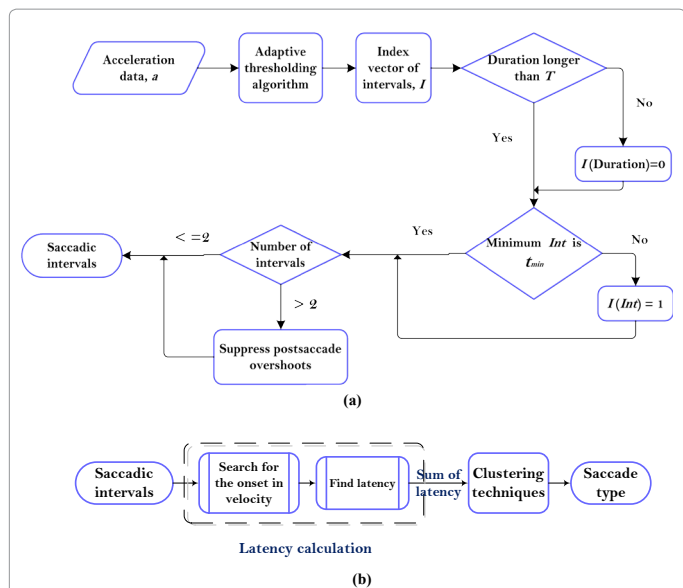 Acceleration
data, a
Adaptive
thresholding
algorithm
Index
vector of
intervals, I
Duration longer
than T
No
Yes
I(Duration)=0
Minimum Int is
tmin
No
I(Int) = 1
Yes
Number of
intervals
<=2
Saccadic
intervals
> 2
Suppress postsaccade
overshoots
(a)
Saccadic
intervals
Search for
the onset in
velocity
Find latency
Sum of
latency
Clustering
techniques
Saccade
type
Latency calculation
(b)